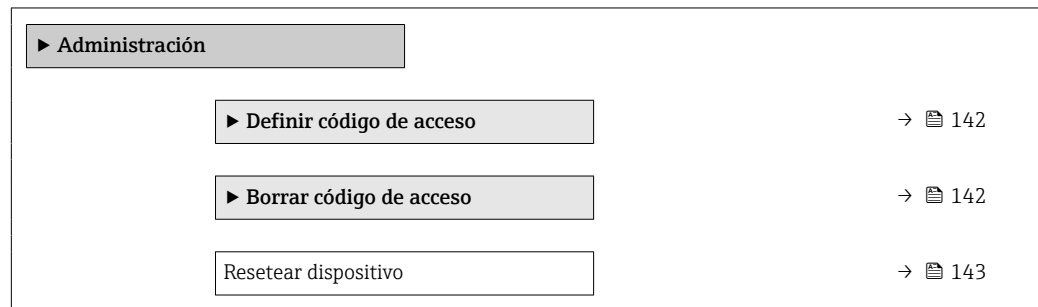 ▶ Administración
▶ Definir código de acceso → 142
▶ Borrar código de acceso → 142
Resetear dispositivo → 143